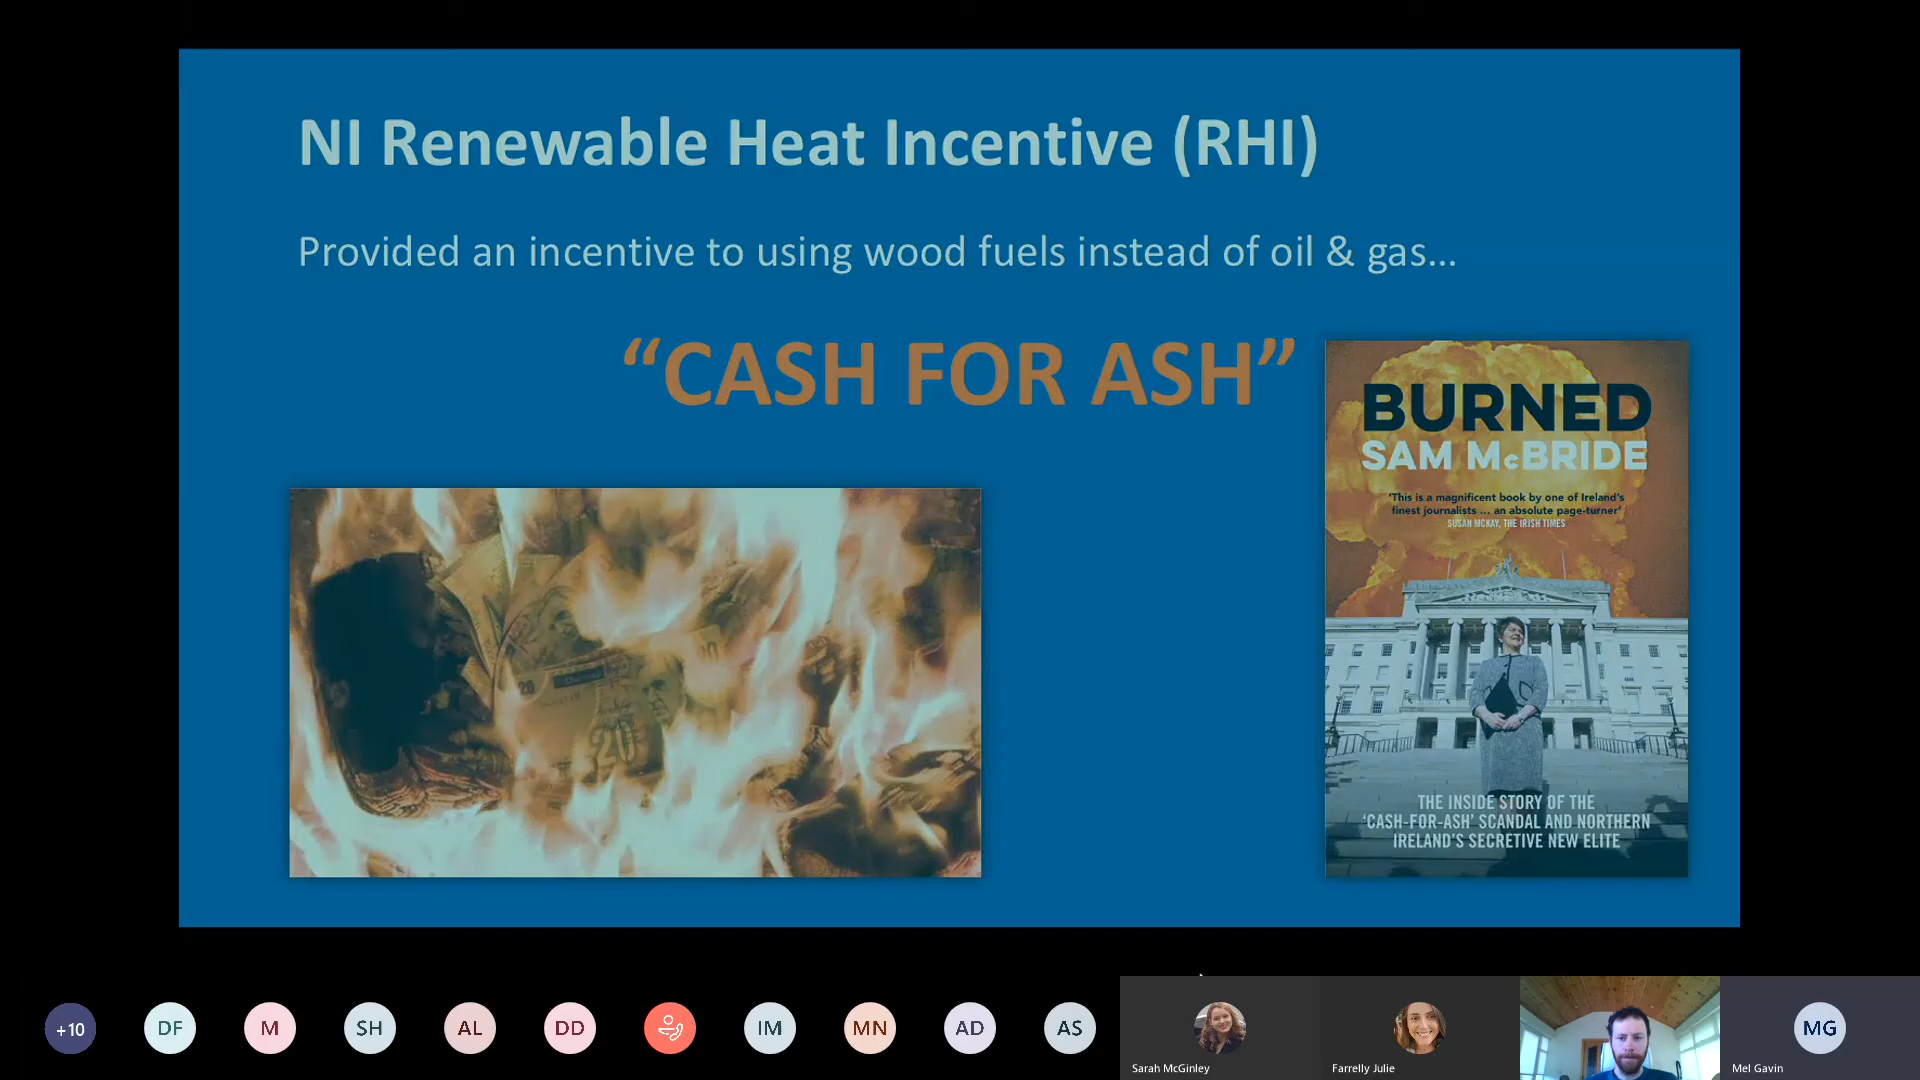 NI Renewable Heat Incentive (RHI)
Provided an incentive to using wood fuels instead of oil & gas...
“CASH FOR ASH”
BURNED
SAM McBRIDE
‘This is a magnificent book by one of Ireland’s
finest journalists ... an absolute page-turner’
SUSAN MCKAY, THE IRISH TIMES
THE INSIDE STORY OF THE
‘CASH-FOR-ASH’ SCANDAL AND NORTHERN
IRELAND’S SECRETIVE NEW ELITE
20
20
+10
DF
M
SH
AL
DD
IM
MN
AD
AS
MG
Sarah McGinley
Farrelly Julie
Mel Gavin